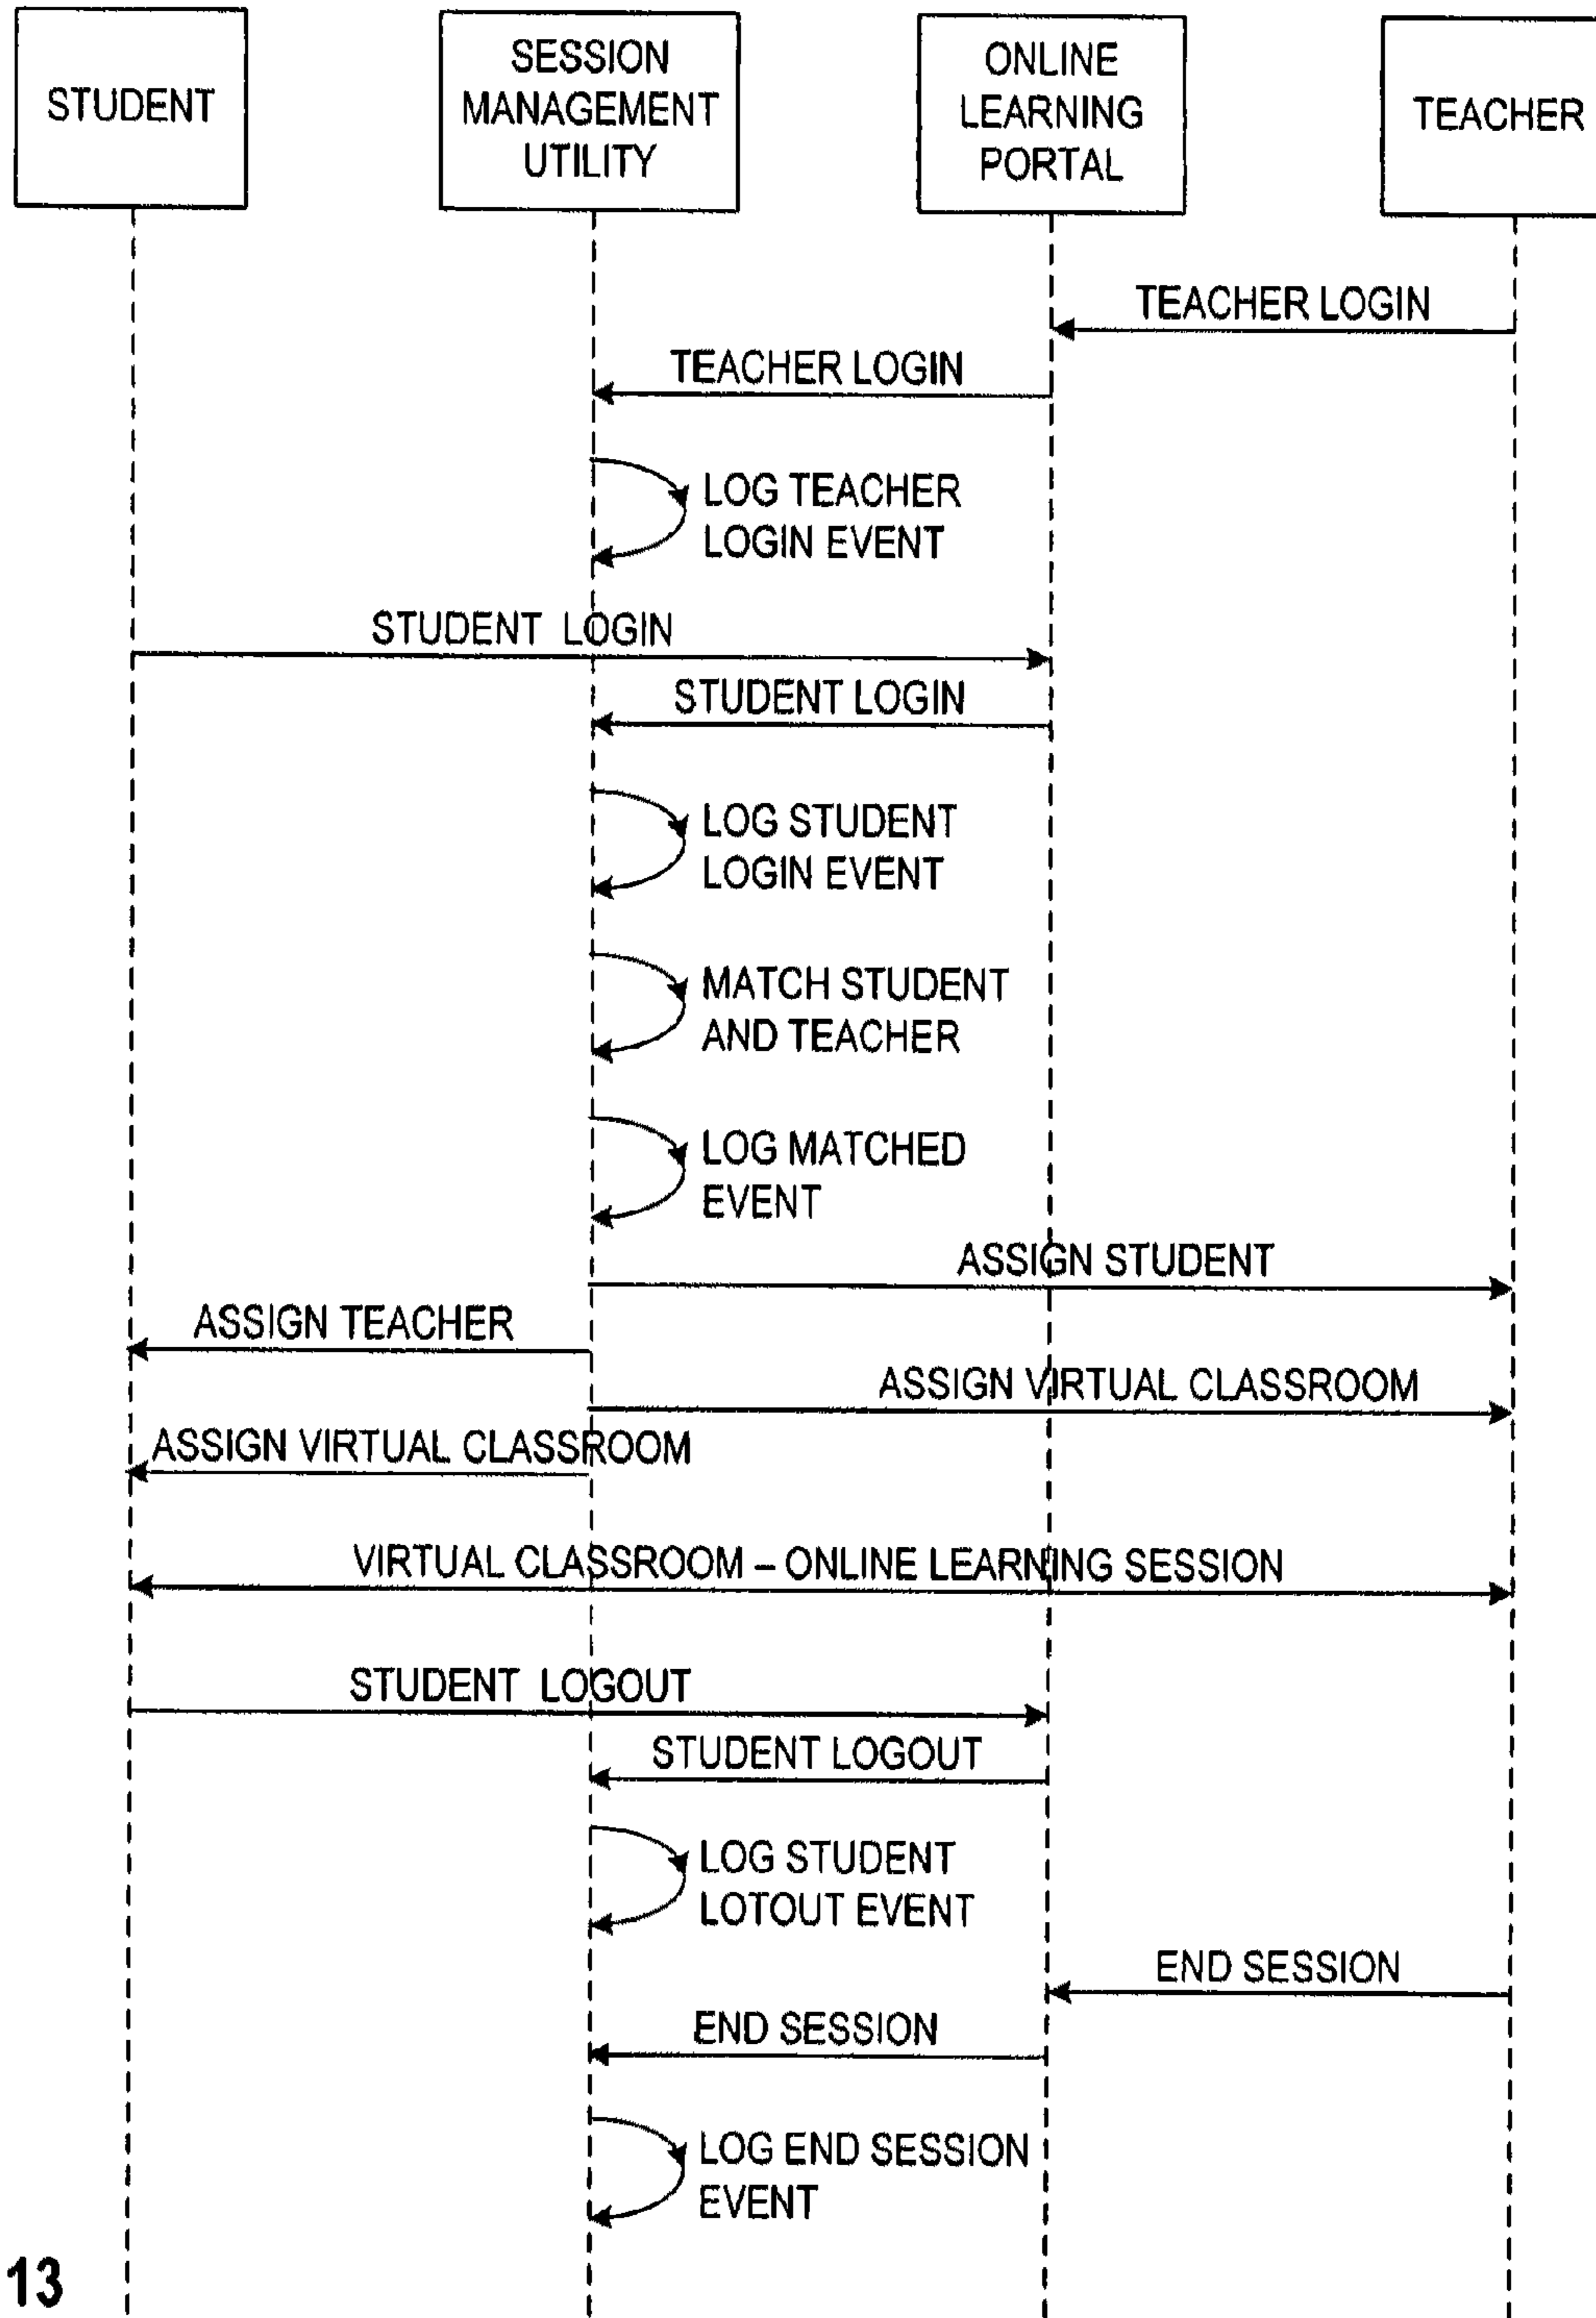 STUDENT
SESSION
MANAGEMENT
UTILITY
ONLINE
LEARNING
PORTAL
TEACHER
TEACHER LOGIN
TEACHER LOGIN
LOG TEACHER
LOGIN EVENT
STUDENT LOGIN
STUDENT LOGIN
LOG STUDENT
LOGIN EVENT
MATCH STUDENT
AND TEACHER
LOG MATCHED
EVENT
ASSIGN STUDENT
ASSIGN TEACHER
ASSIGN VIRTUAL CLASSROOM
ASSIGN VIRTUAL CLASSROOM
VIRTUAL CLASSROOM – ONLINE LEARNING SESSION
STUDENT LOGOUT
STUDENT LOGOUT
LOG STUDENT
LOTOUT EVENT
END SESSION
END SESSION
LOG END SESSION
EVENT
13